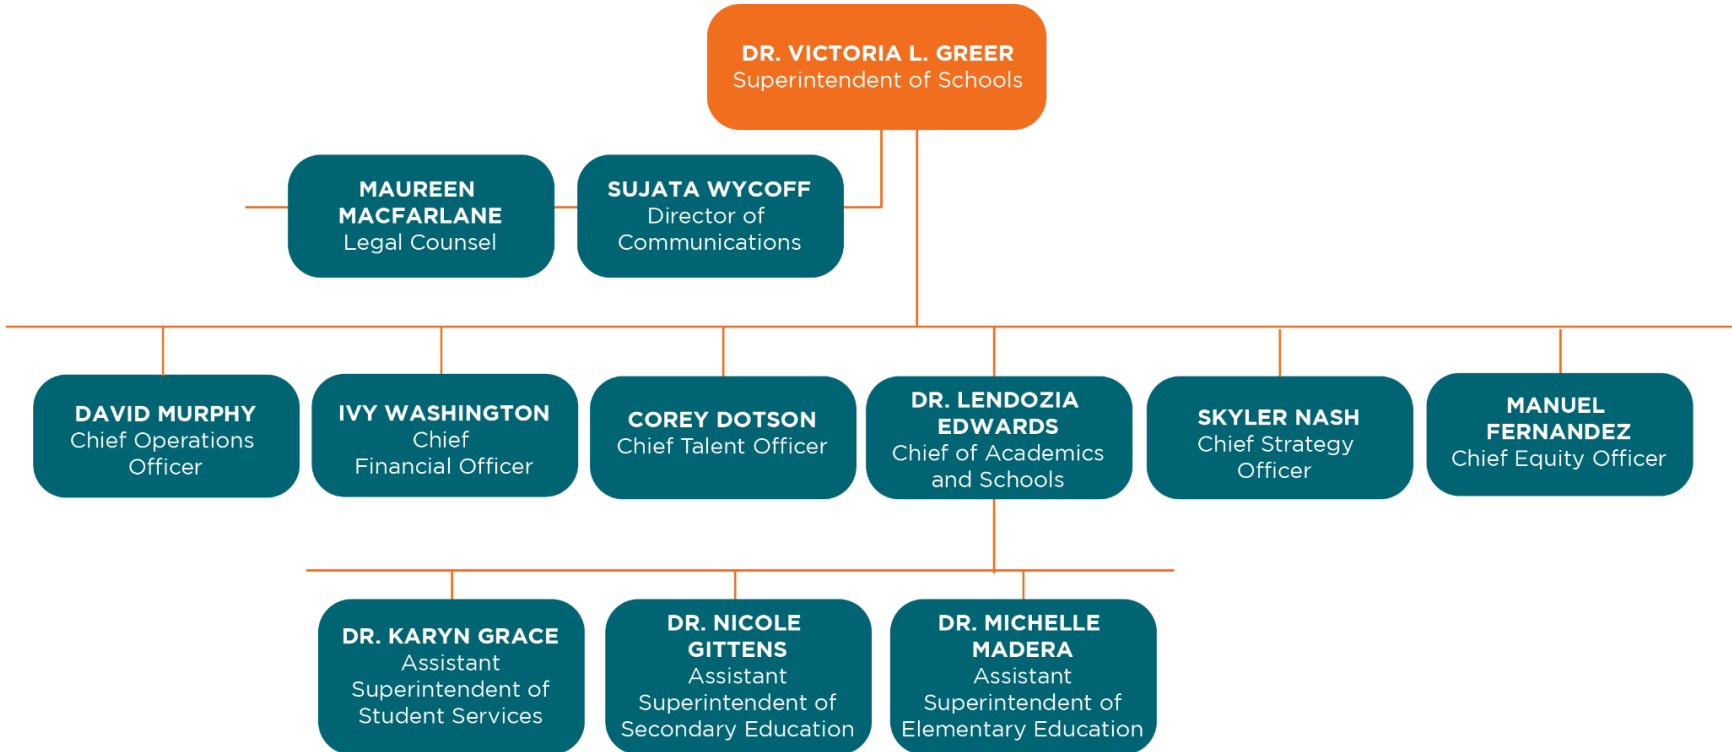 DR. VICTORIA L. GREER
Superintendent of Schools
MAUREEN
MACFARLANE
Legal Counsel
SUJATA WYCOFF
Director of
Communications
DAVID MURPHY
Chief Operations
Officer
IVY WASHINGTON
Chief
Financial Officer
COREY DOTSON
Chief Talent Officer
DR. LENDOZIA
EDWARDS
Chief of Academics
and Schools
SKYLER NASH
Chief Strategy
Officer
MANUEL
FERNANDEZ
Chief Equity Officer
DR. KARYN GRACE
Assistant
Superintendent of
Student Services
DR. NICOLE
GITTENS
Assistant
Superintendent of
Secondary Education
DR. MICHELLE
MADERA
Assistant
Superintendent of
Elementary Education